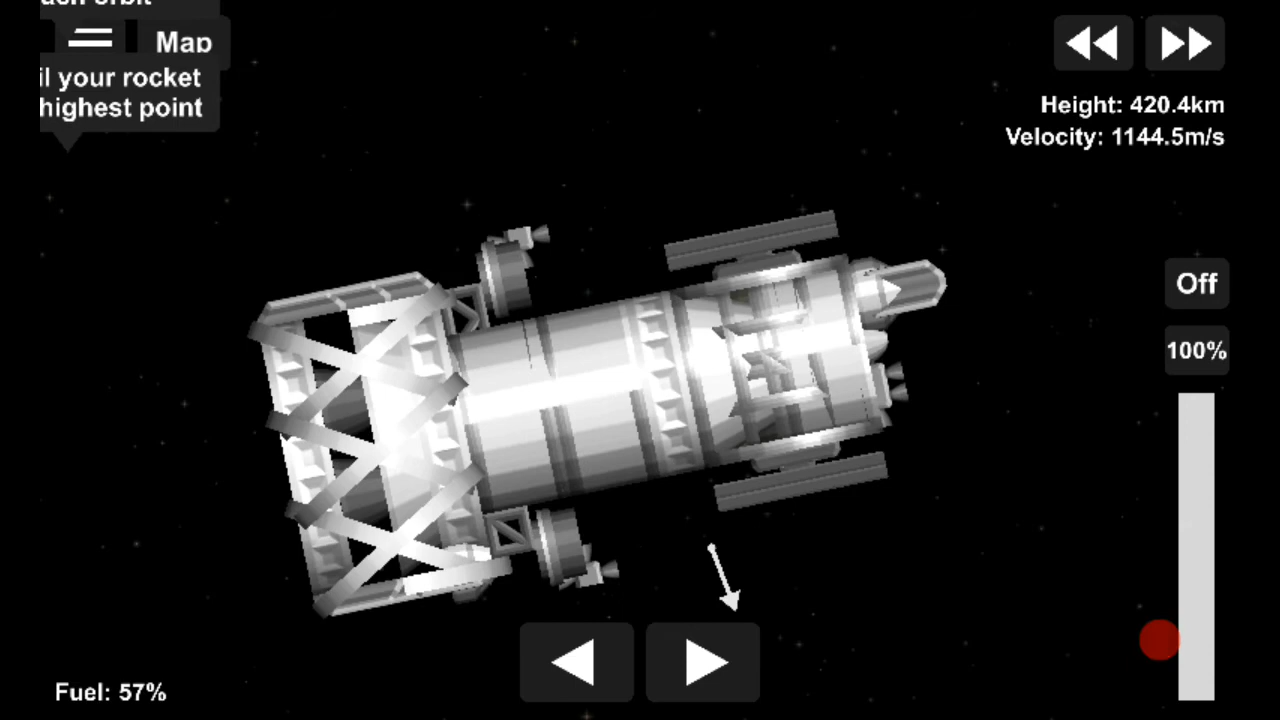 Map
il your rocket
highest point
Height: 420.4km
Velocity: 1144.5m/s
Off
100%
Fuel: 57%